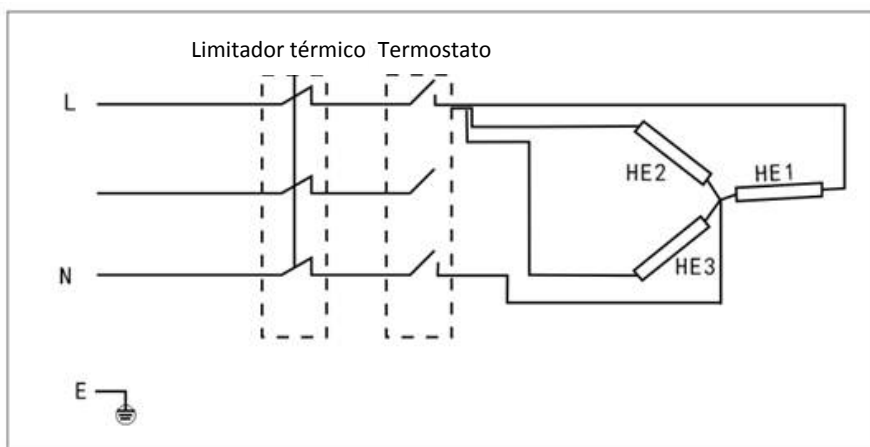 Limitador térmico Termostato
L
HE2
HE1
N
HE3
E